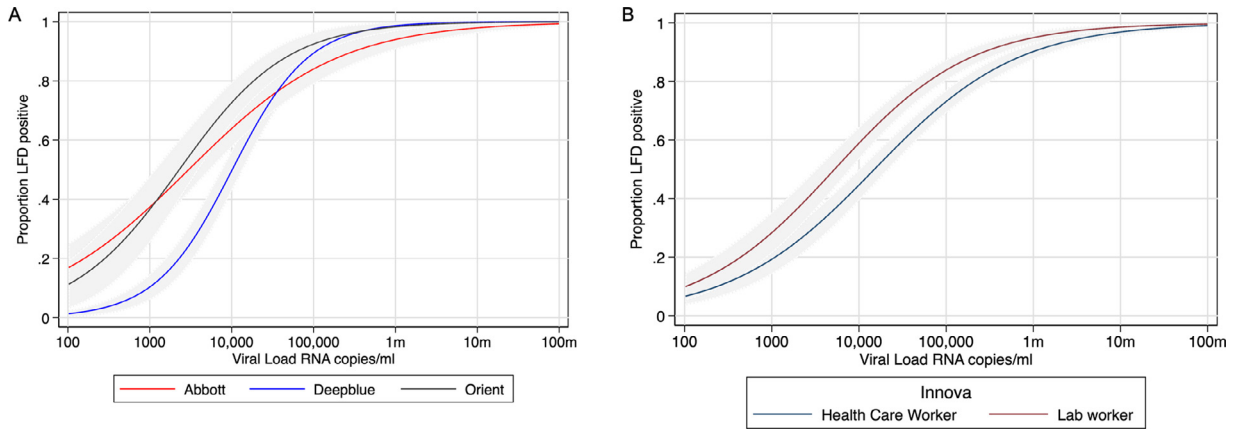 A
Proportion LFD positive
1
.8
.6
.4
.2
0
100 1000 10,000 100,000 1m 10m 100m
Viral Load RNA copies/ml
Abbott Deepblue Orient
B
Proportion LFD positive
1
.8
.6
.4
.2
0
100 1000 10,000 100,000 1m 10m 100m
Viral Load RNA copies/ml
Innova
Health Care Worker Lab worker